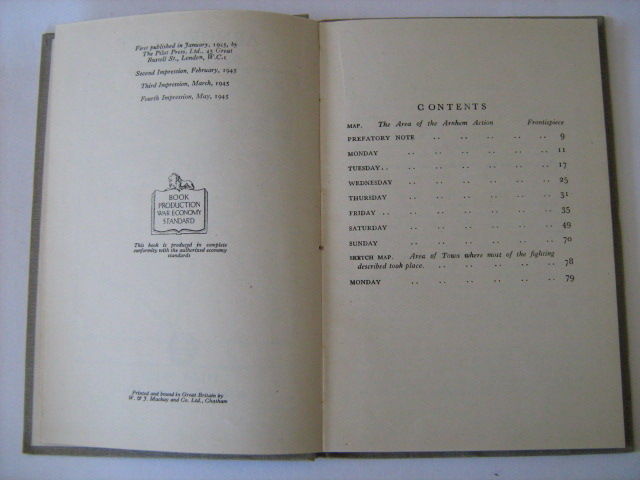 First published in January, 1945, by
The Pilot Press, Ltd., 45 Great
Russell St., London, W.C.1
Second Impression, February, 1945
Third Impression, March, 1945
Fourth Impression, May, 1945
BOOK
PRODUCTION
WAR ECONOMY
STANDARD
This book is produced in complete
conformity with the authorized economy
standards
Printed and bound in Great Britain by
W. & J. Mackay and Co. Ltd., Chatham
CONTENTS
MAP. The Area of the Arnhem Action Frontispiece
PREFATORY NOTE .. .. .. .. .. 9
MONDAY .. .. .. .. .. .. 11
TUESDAY.. .. .. .. .. .. 17
WEDNESDAY .. .. .. .. .. .. 25
THURSDAY .. .. .. .. .. .. 31
FRIDAY .. .. .. .. .. .. .. 35
SATURDAY .. .. .. .. .. .. 49
SUNDAY .. .. .. .. .. .. 70
SKETCH MAP. Area of Town where most of the fighting
described took place. .. .. .. .. .. 78
MONDAY .. .. .. .. .. .. 79